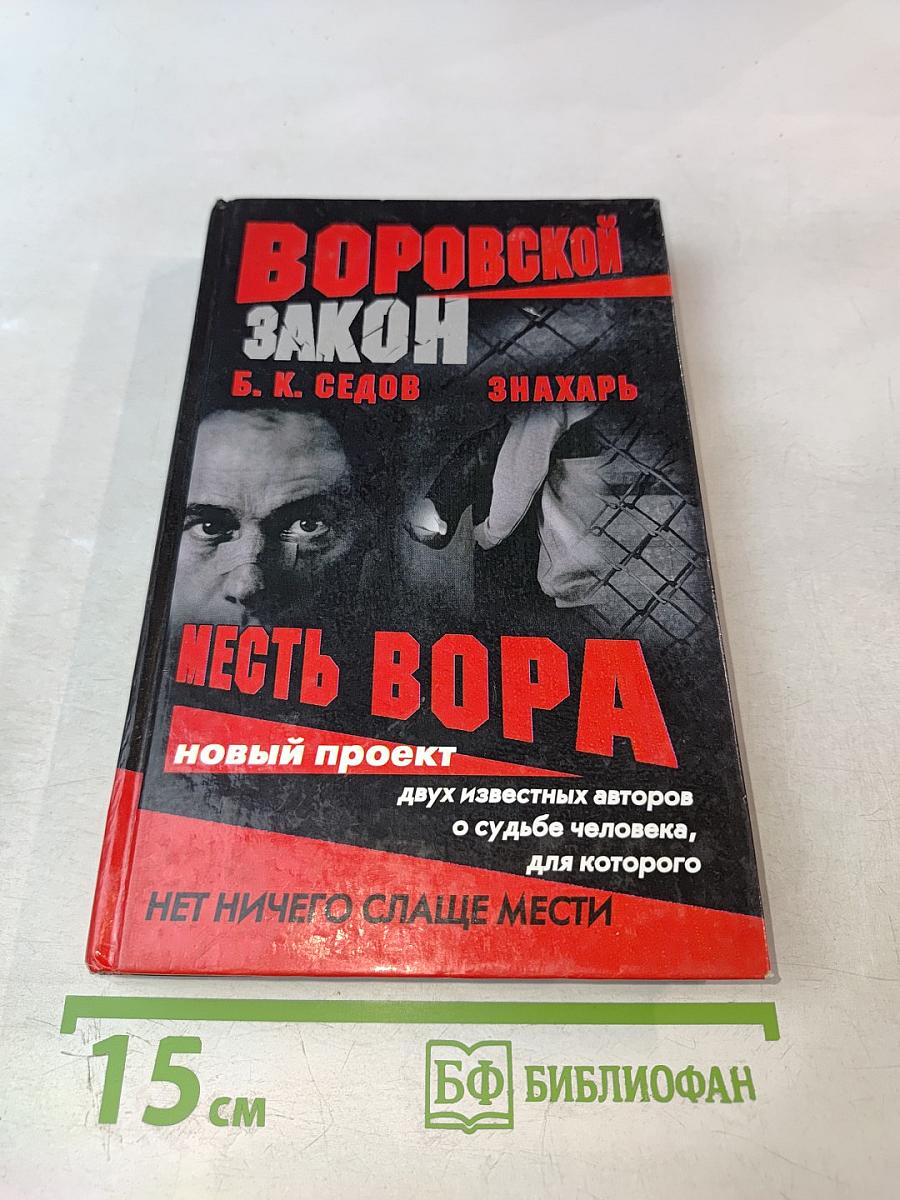 ВОРОВСКОЙ
ЗАКОН
Б. К. СЕДОВ ЗНАХАРЬ
МЕСТЬ ВОРА
новый проект
двух известных авторов
о судьбе человека,
для которого
НЕТ НИЧЕГО СЛАЩЕ МЕСТИ
15 см
БФ БИБЛИОФАН